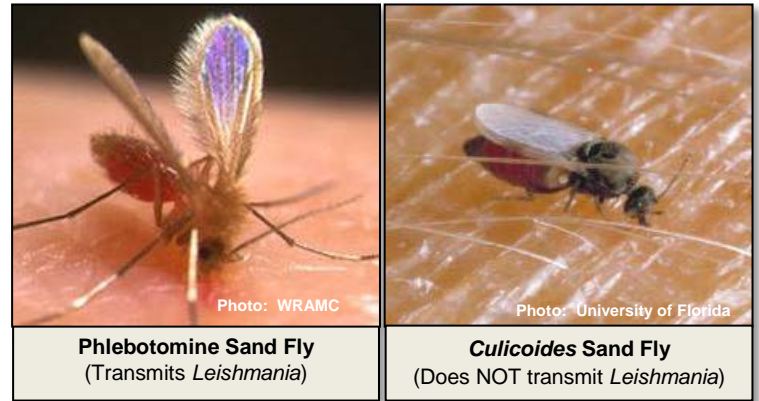 Photo: WRAMC
Phlebotomine Sand Fly
(Transmits Leishmania)
Photo: University of Florida
Culicoides Sand Fly
(Does NOT transmit Leishmania)